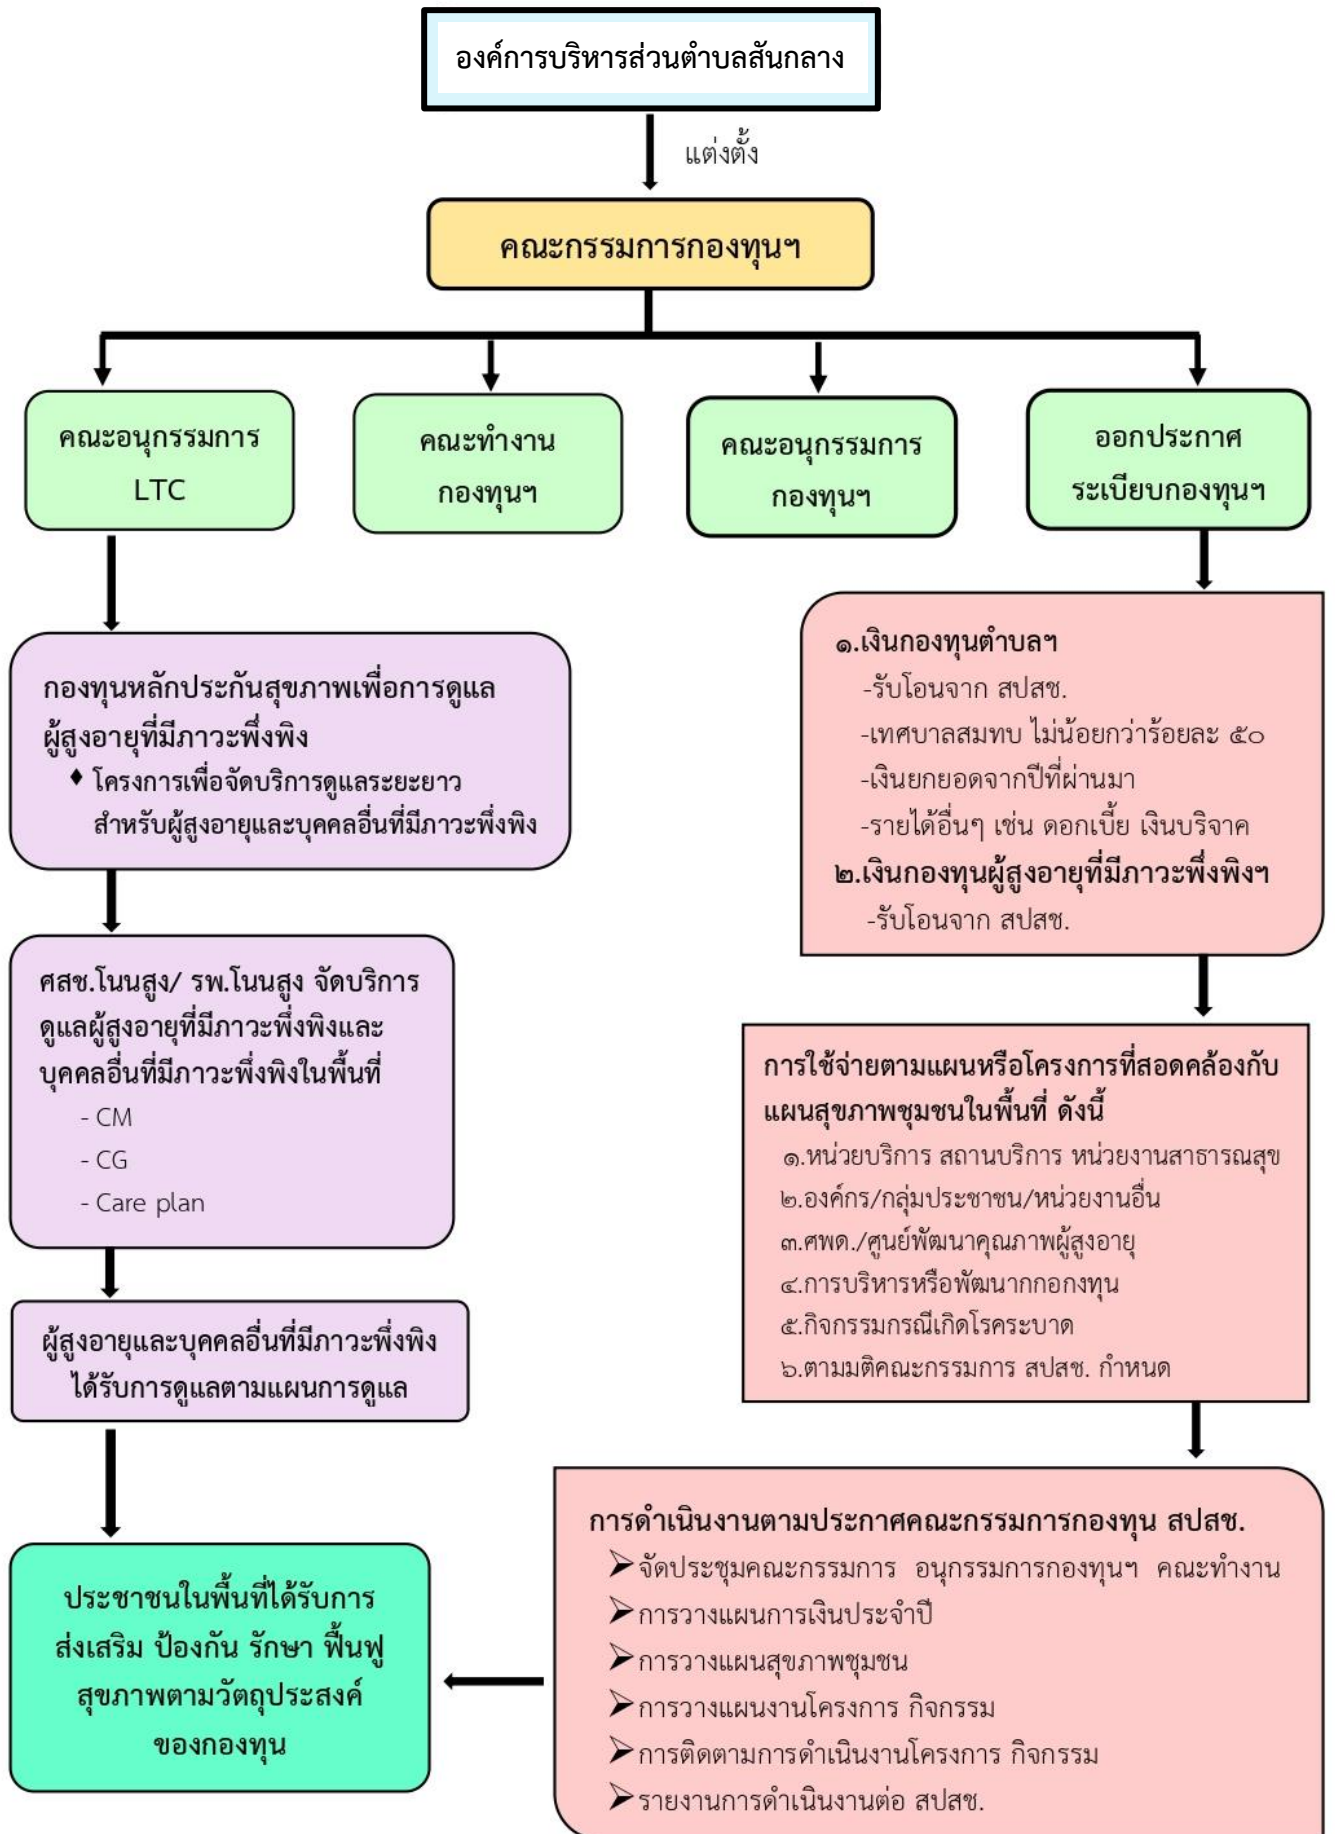 องค์การบริหารส่วนตำบลสันกลาง
แต่งตั้ง
คณะกรรมการกองทุนฯ
คณะอนุกรรมการ
LTC
คณะทำงาน
กองทุนฯ
คณะอนุกรรมการ
กองทุนฯ
ออกประกาศ
ระเบียบกองทุนฯ
กองทุนหลักประกันสุขภาพเพื่อการดูแล
ผู้สูงอายุที่มีภาวะพึ่งพิง
♦ โครงการเพื่อจัดบริการดูแลระยะยาว
สำหรับผู้สูงอายุและบุคคลอื่นที่มีภาวะพึ่งพิง
ศสช.โนนสูง/ รพ.โนนสูง จัดบริการ
ดูแลผู้สูงอายุที่มีภาวะพึ่งพิงและ
บุคคลอื่นที่มีภาวะพึ่งพิงในพื้นที่
- CM
- CG
- Care plan
ผู้สูงอายุและบุคคลอื่นที่มีภาวะพึ่งพิง
ได้รับการดูแลตามแผนการดูแล
๑.เงินกองทุนตำบลฯ
-รับโอนจาก สปสช.
-เทศบาลสมทบ ไม่น้อยกว่าร้อยละ ๕๐
-เงินยกยอดจากปีที่ผ่านมา
-รายได้อื่นๆ เช่น ดอกเบี้ย เงินบริจาค
๒.เงินกองทุนผู้สูงอายุที่มีภาวะพึ่งพิงฯ
-รับโอนจาก สปสช.
การใช้จ่ายตามแผนหรือโครงการที่สอดคล้องกับ
แผนสุขภาพชุมชนในพื้นที่ ดังนี้
๑.หน่วยบริการ สถานบริการ หน่วยงานสาธารณสุข
๒.องค์กร/กลุ่มประชาชน/หน่วยงานอื่น
๓.ศพด./ศูนย์พัฒนาคุณภาพผู้สูงอายุ
๔.การบริหารหรือพัฒนากกอกงทุน
๕.กิจกรรมกรณีเกิดโรคระบาด
๖.ตามมติคณะกรรมการ สปสช. กำหนด
การดำเนินงานตามประกาศคณะกรรมการกองทุน สปสช.
➢จัดประชุมคณะกรรมการ อนุกรรมการกองทุนฯ คณะทำงาน
➢การวางแผนการเงินประจำปี
➢การวางแผนสุขภาพชุมชน
➢การวางแผนงานโครงการ กิจกรรม
➢การติดตามการดำเนินงานโครงการ กิจกรรม
➢รายงานการดำเนินงานต่อ สปสช.
ประชาชนในพื้นที่ได้รับการ
ส่งเสริม ป้องกัน รักษา ฟื้นฟู
สุขภาพตามวัตถุประสงค์
ของกองทุน